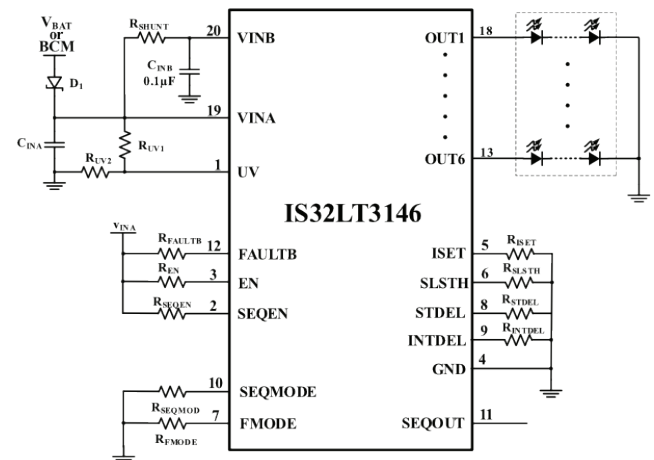 VBAT
or
BCM
D1
RSHUNT
20
VINB
CINB
0.1µF
19
VINA
CINA
RUV1
RUV2
1
UV
IS32LT3146
OUT1
18
OUT6
13
VINA
RFAULTB
12
FAULTB
REN
3
EN
RSEQEN
2
SEQEN
10
SEQMODE
RSEQMOD
7
FMODE
RFMODE
ISET
5
RISET
SLSTH
6
RSLSTH
STDEL
8
RSTDEL
INTDEL
9
RINTDEL
GND
4
SEQOUT
11